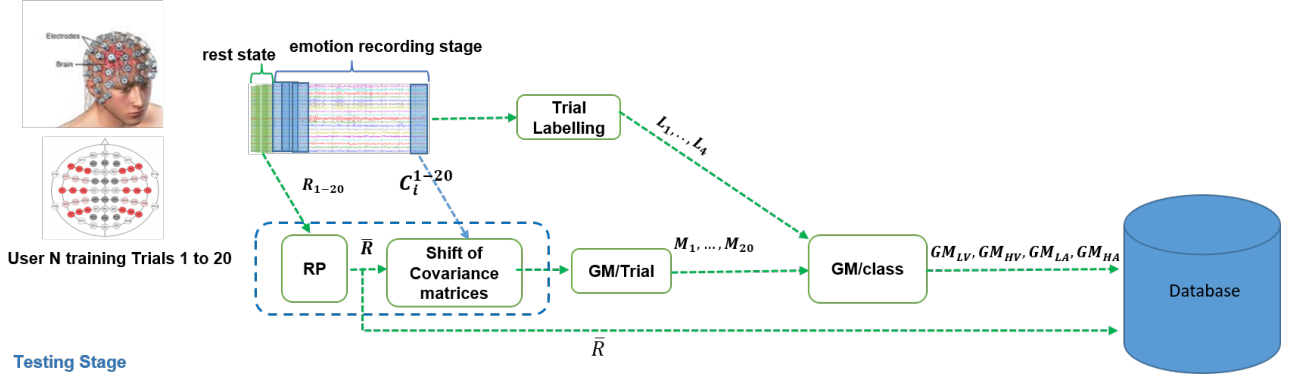 Electrodes
Brain
User N training Trials 1 to 20
rest state
emotion recording stage
Trial
Labelling
L₁,.., L₄
R₁₋₂₀
Cᵢ¹⁻²⁰
RP
R̅
Shift of
Covariance
matrices
GM/Trial
M₁, …, M₂₀
GM/class
GM_LV, GM_HV, GM_LA, GM_HA
Database
R̅
Testing Stage